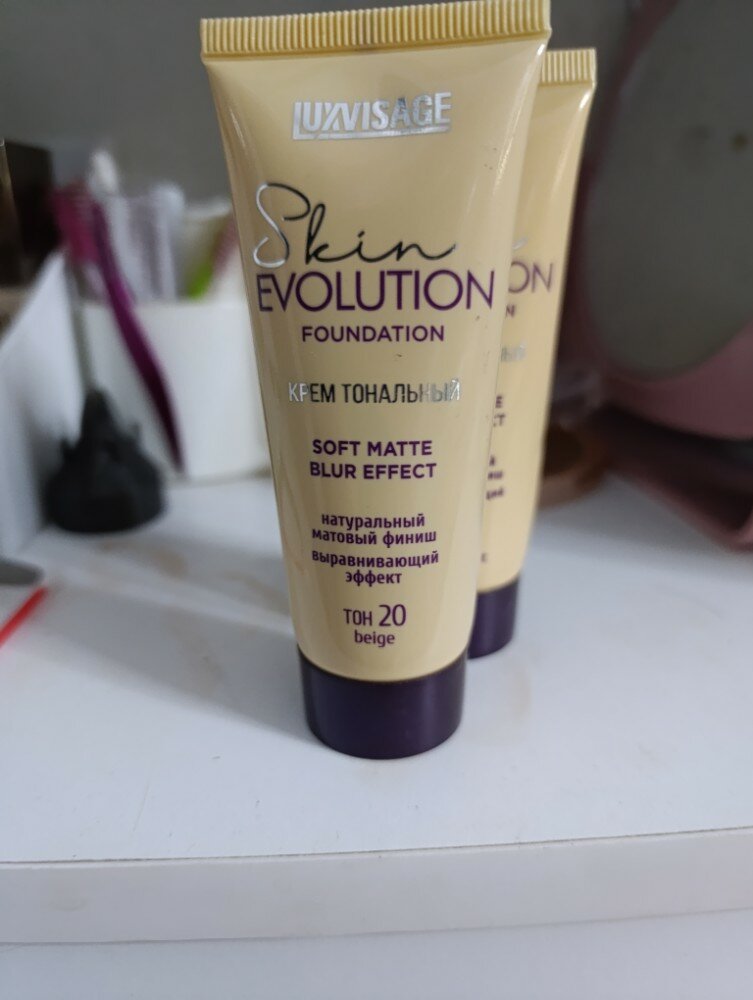 LUXVISAGE
Skin
EVOLUTION
FOUNDATION
КРЕМ ТОНАЛЬНЫЙ
SOFT MATTE
BLUR EFFECT
натуральный
матовый финиш
выравнивающий
эффект
ТОН 20
beige